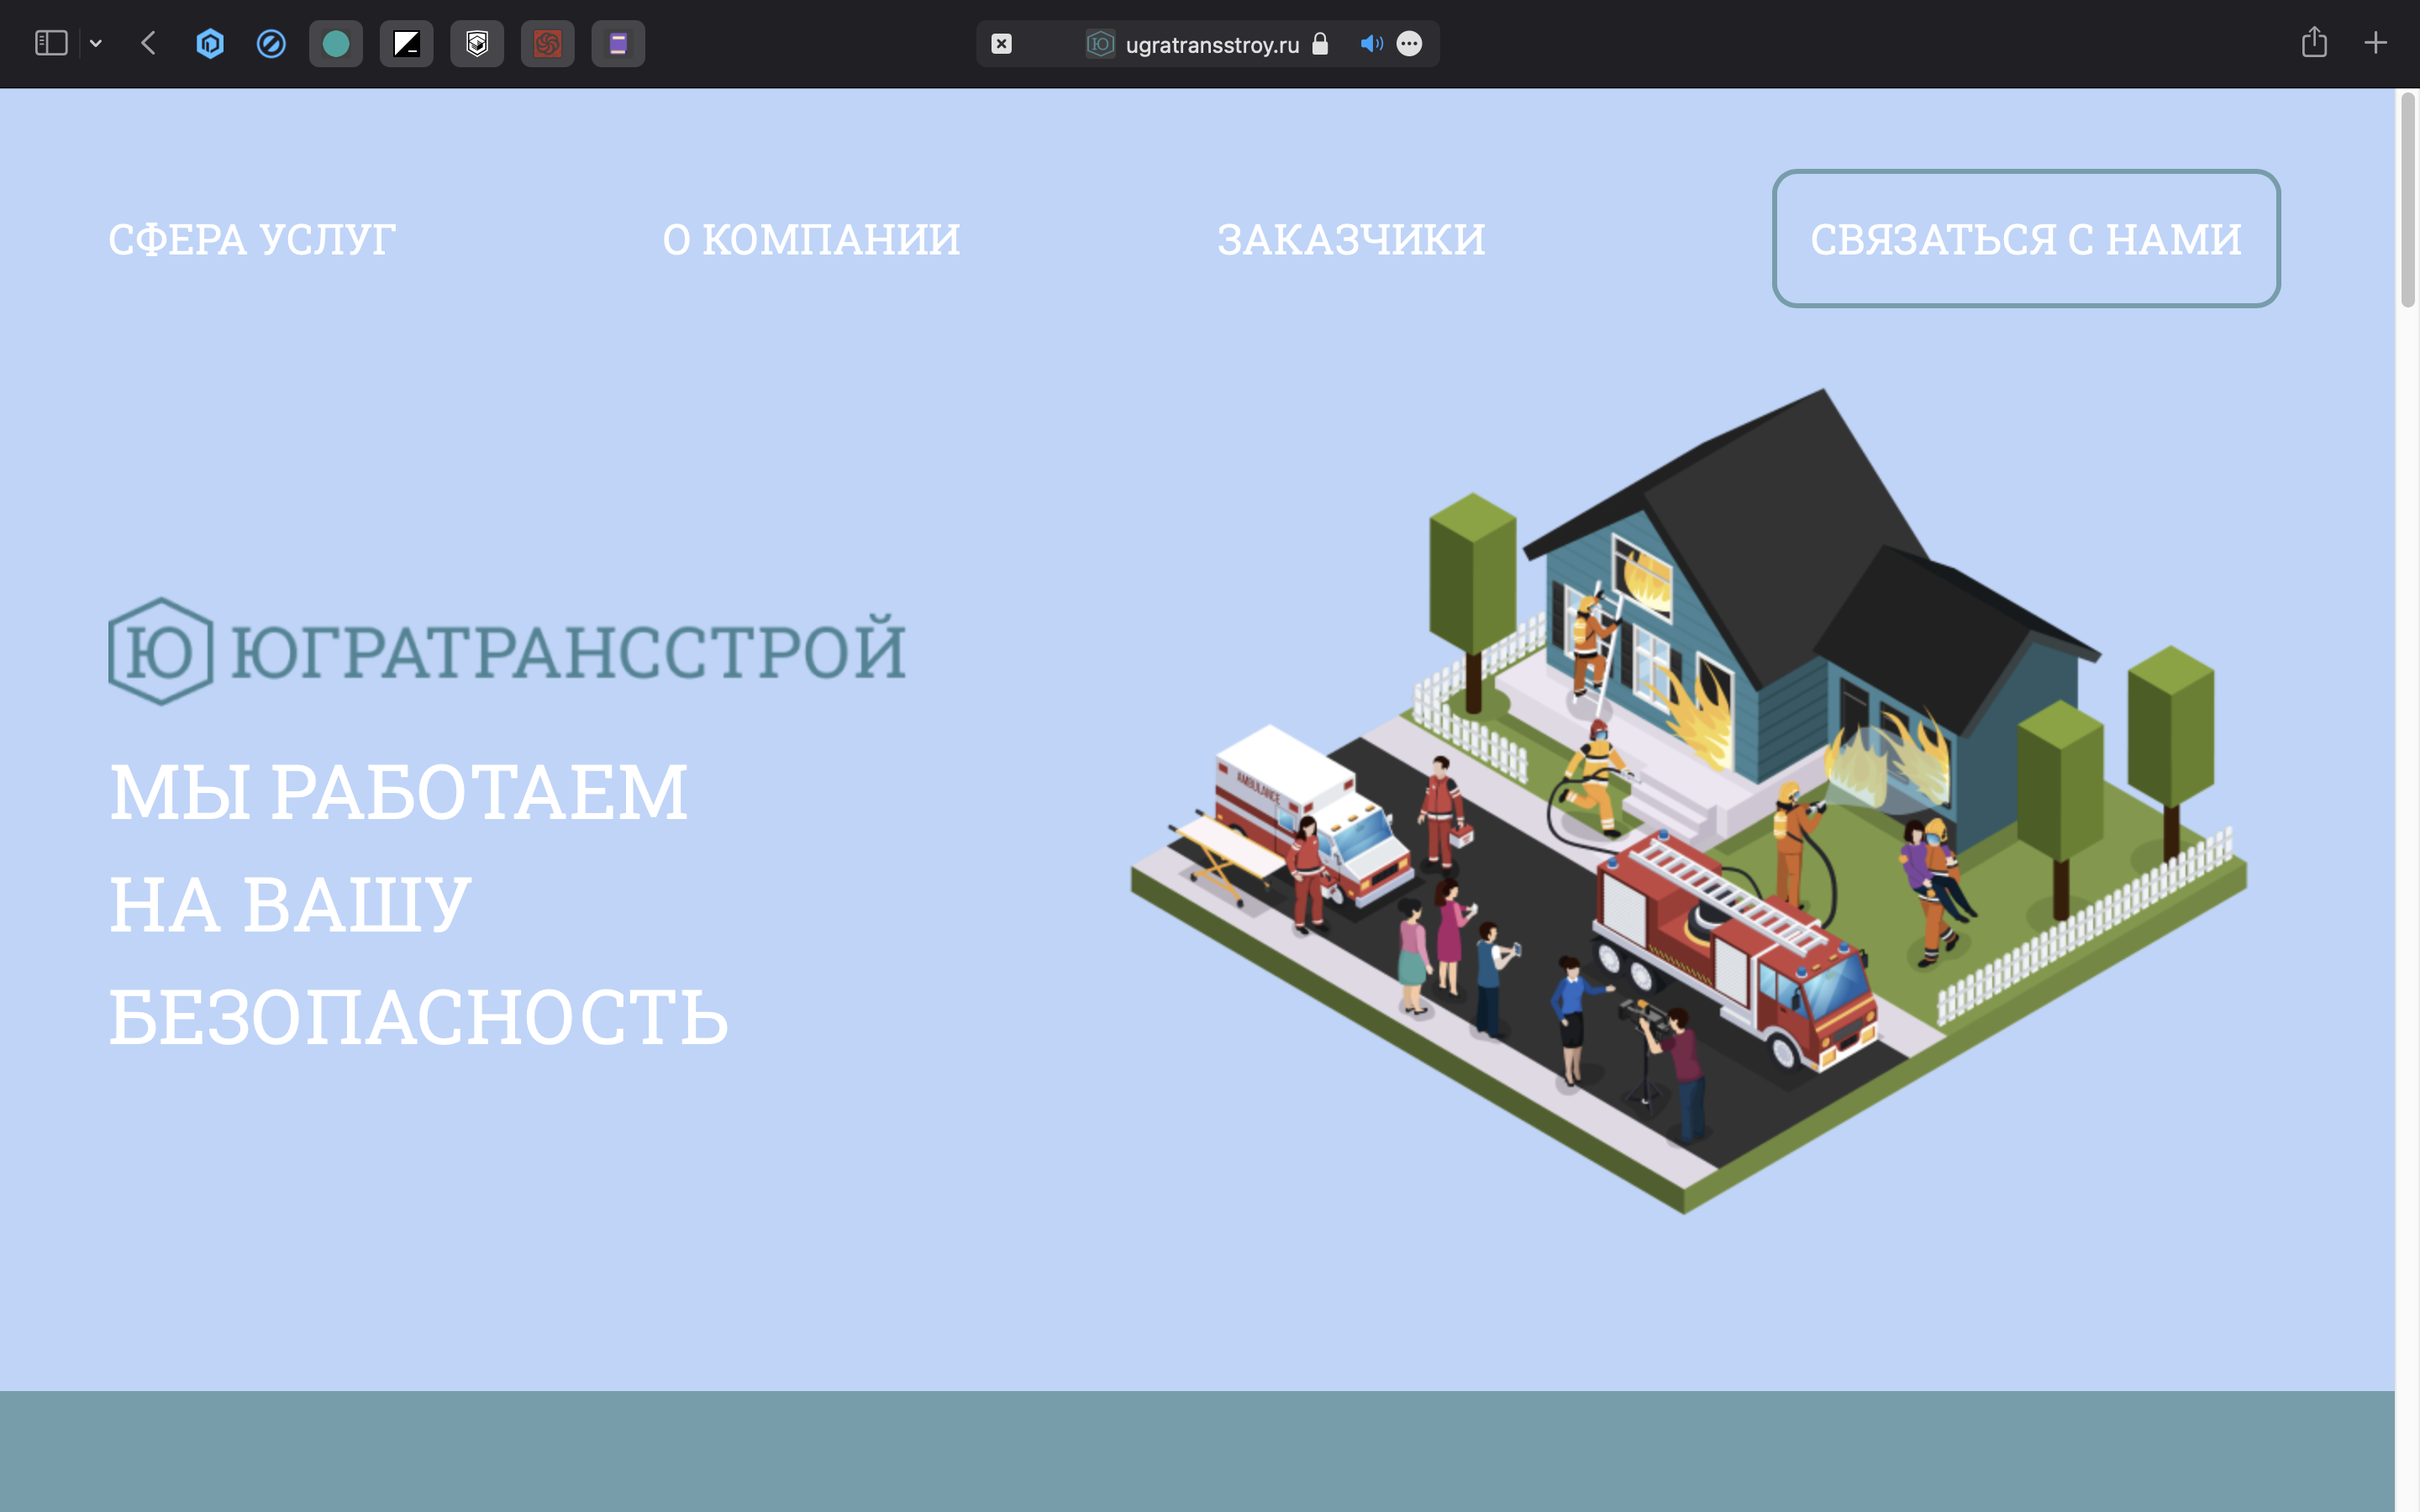 ugratransstroy.ru
СФЕРА УСЛУГ
О КОМПАНИИ
ЗАКАЗЧИКИ
СВЯЗАТЬСЯ С НАМИ
Ю ЮГРАТРАНССТРОЙ
МЫ РАБОТАЕМ
НА ВАШУ
БЕЗОПАСНОСТЬ
AMBULANCE